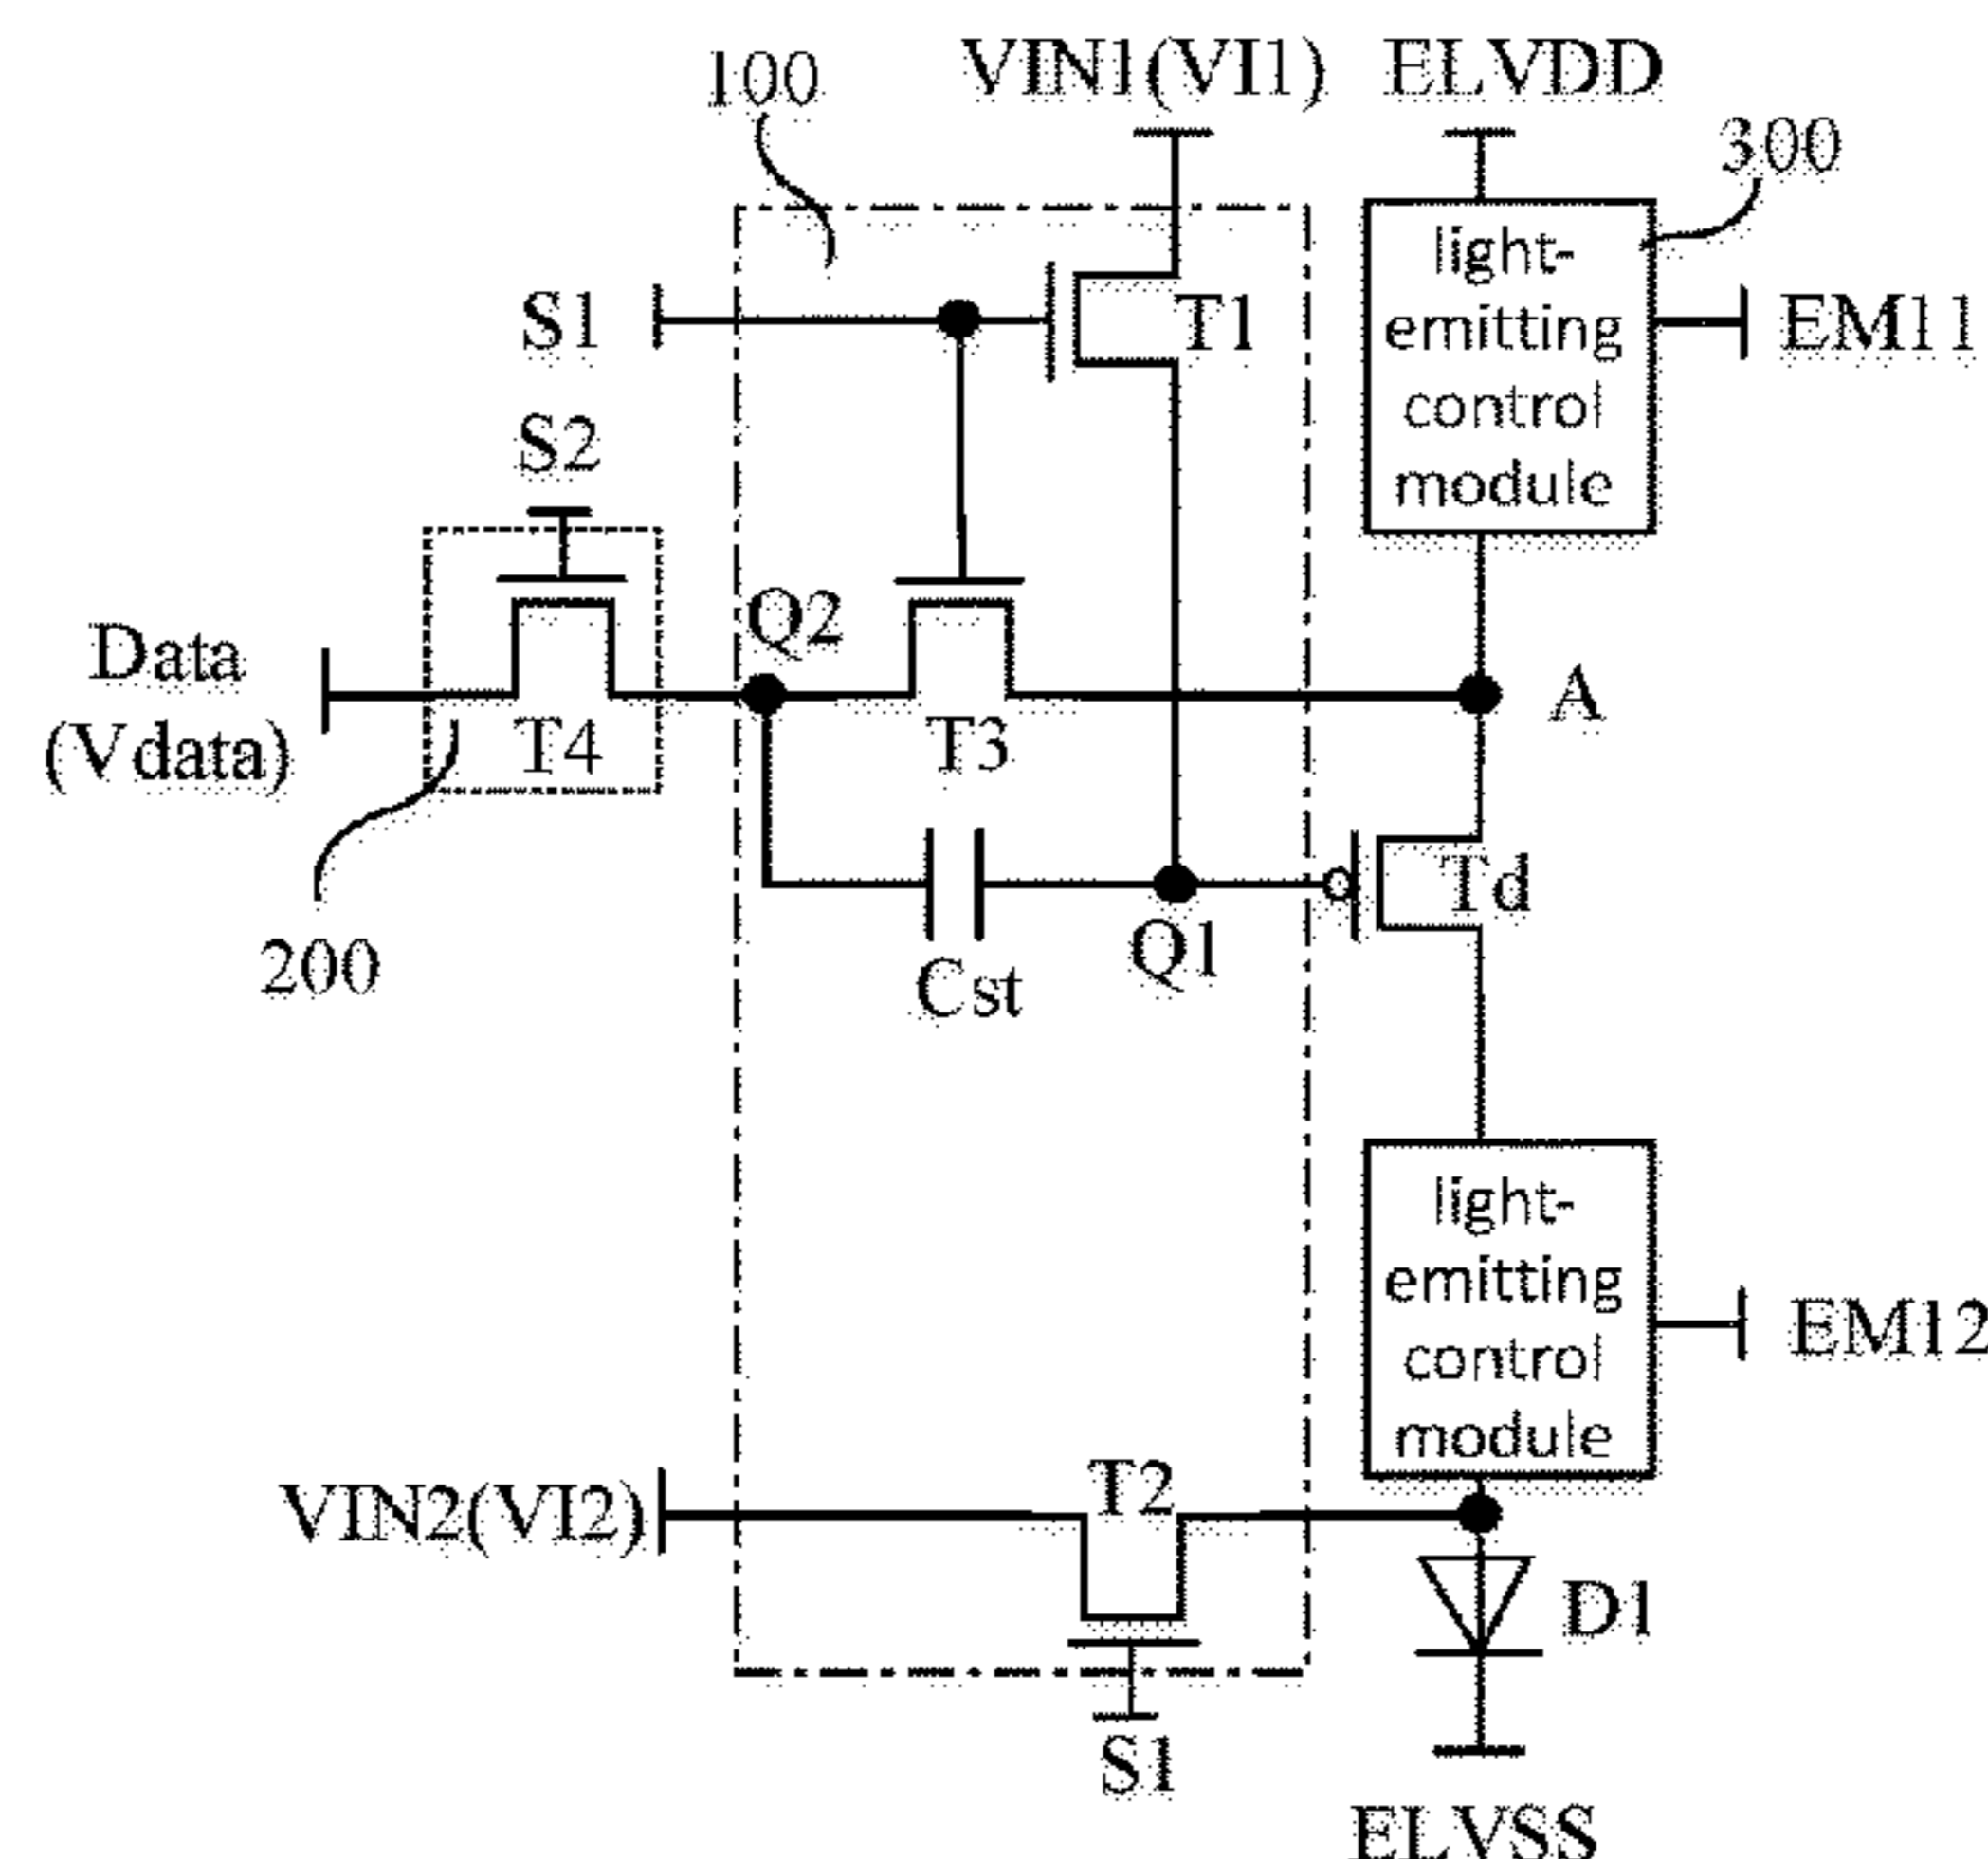 100
VIN1(VI1)
ELVDD
300
light-
emitting
control
module
S1
T1
EM11
S2
Q2
Data
(Vdata)
T4
T3
A
Td
200
Cst
Q1
light-
emitting
control
module
EM12
VIN2(VI2)
T2
D1
S1
ELVSS